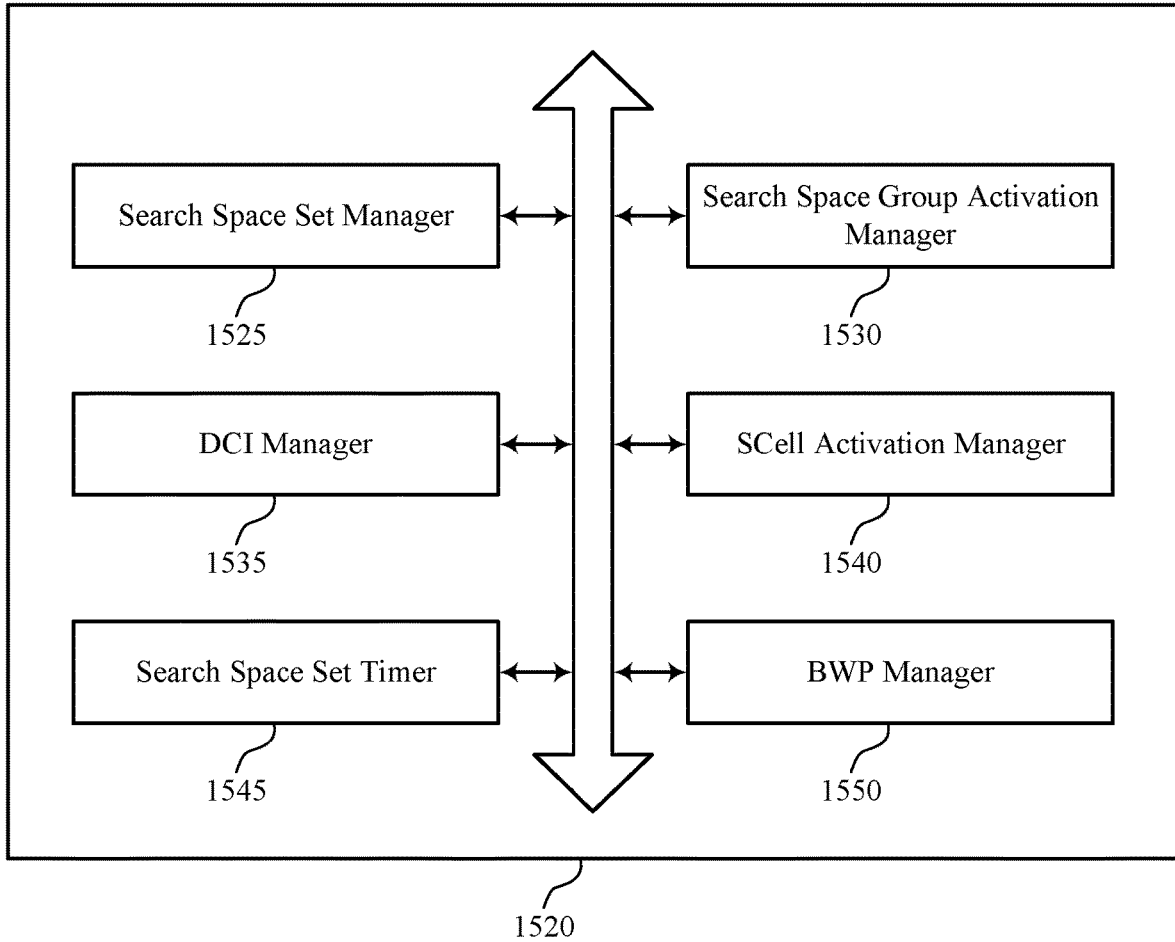 Search Space Set Manager
1525
Search Space Group Activation
Manager
1530
DCI Manager
1535
SCell Activation Manager
1540
Search Space Set Timer
1545
BWP Manager
1550
1520